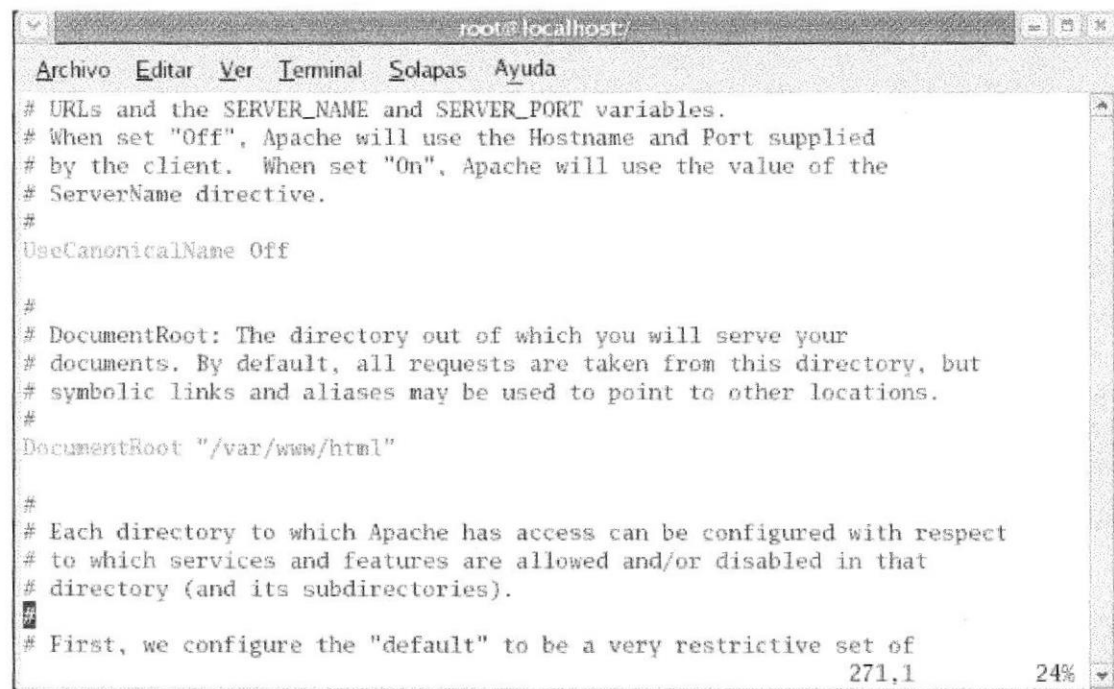 root@localhost:/
Archivo Editar Ver Terminal Solapas Ayuda
# URLs and the SERVER_NAME and SERVER_PORT variables.
# When set "Off", Apache will use the Hostname and Port supplied
# by the client.  When set "On", Apache will use the value of the
# ServerName directive.
#
UseCanonicalName Off
#
# DocumentRoot: The directory out of which you will serve your
# documents. By default, all requests are taken from this directory, but
# symbolic links and aliases may be used to point to other locations.
#
DocumentRoot "/var/www/html"
#
# Each directory to which Apache has access can be configured with respect
# to which services and features are allowed and/or disabled in that
# directory (and its subdirectories).
#
# First, we configure the "default" to be a very restrictive set of
271,1 24%